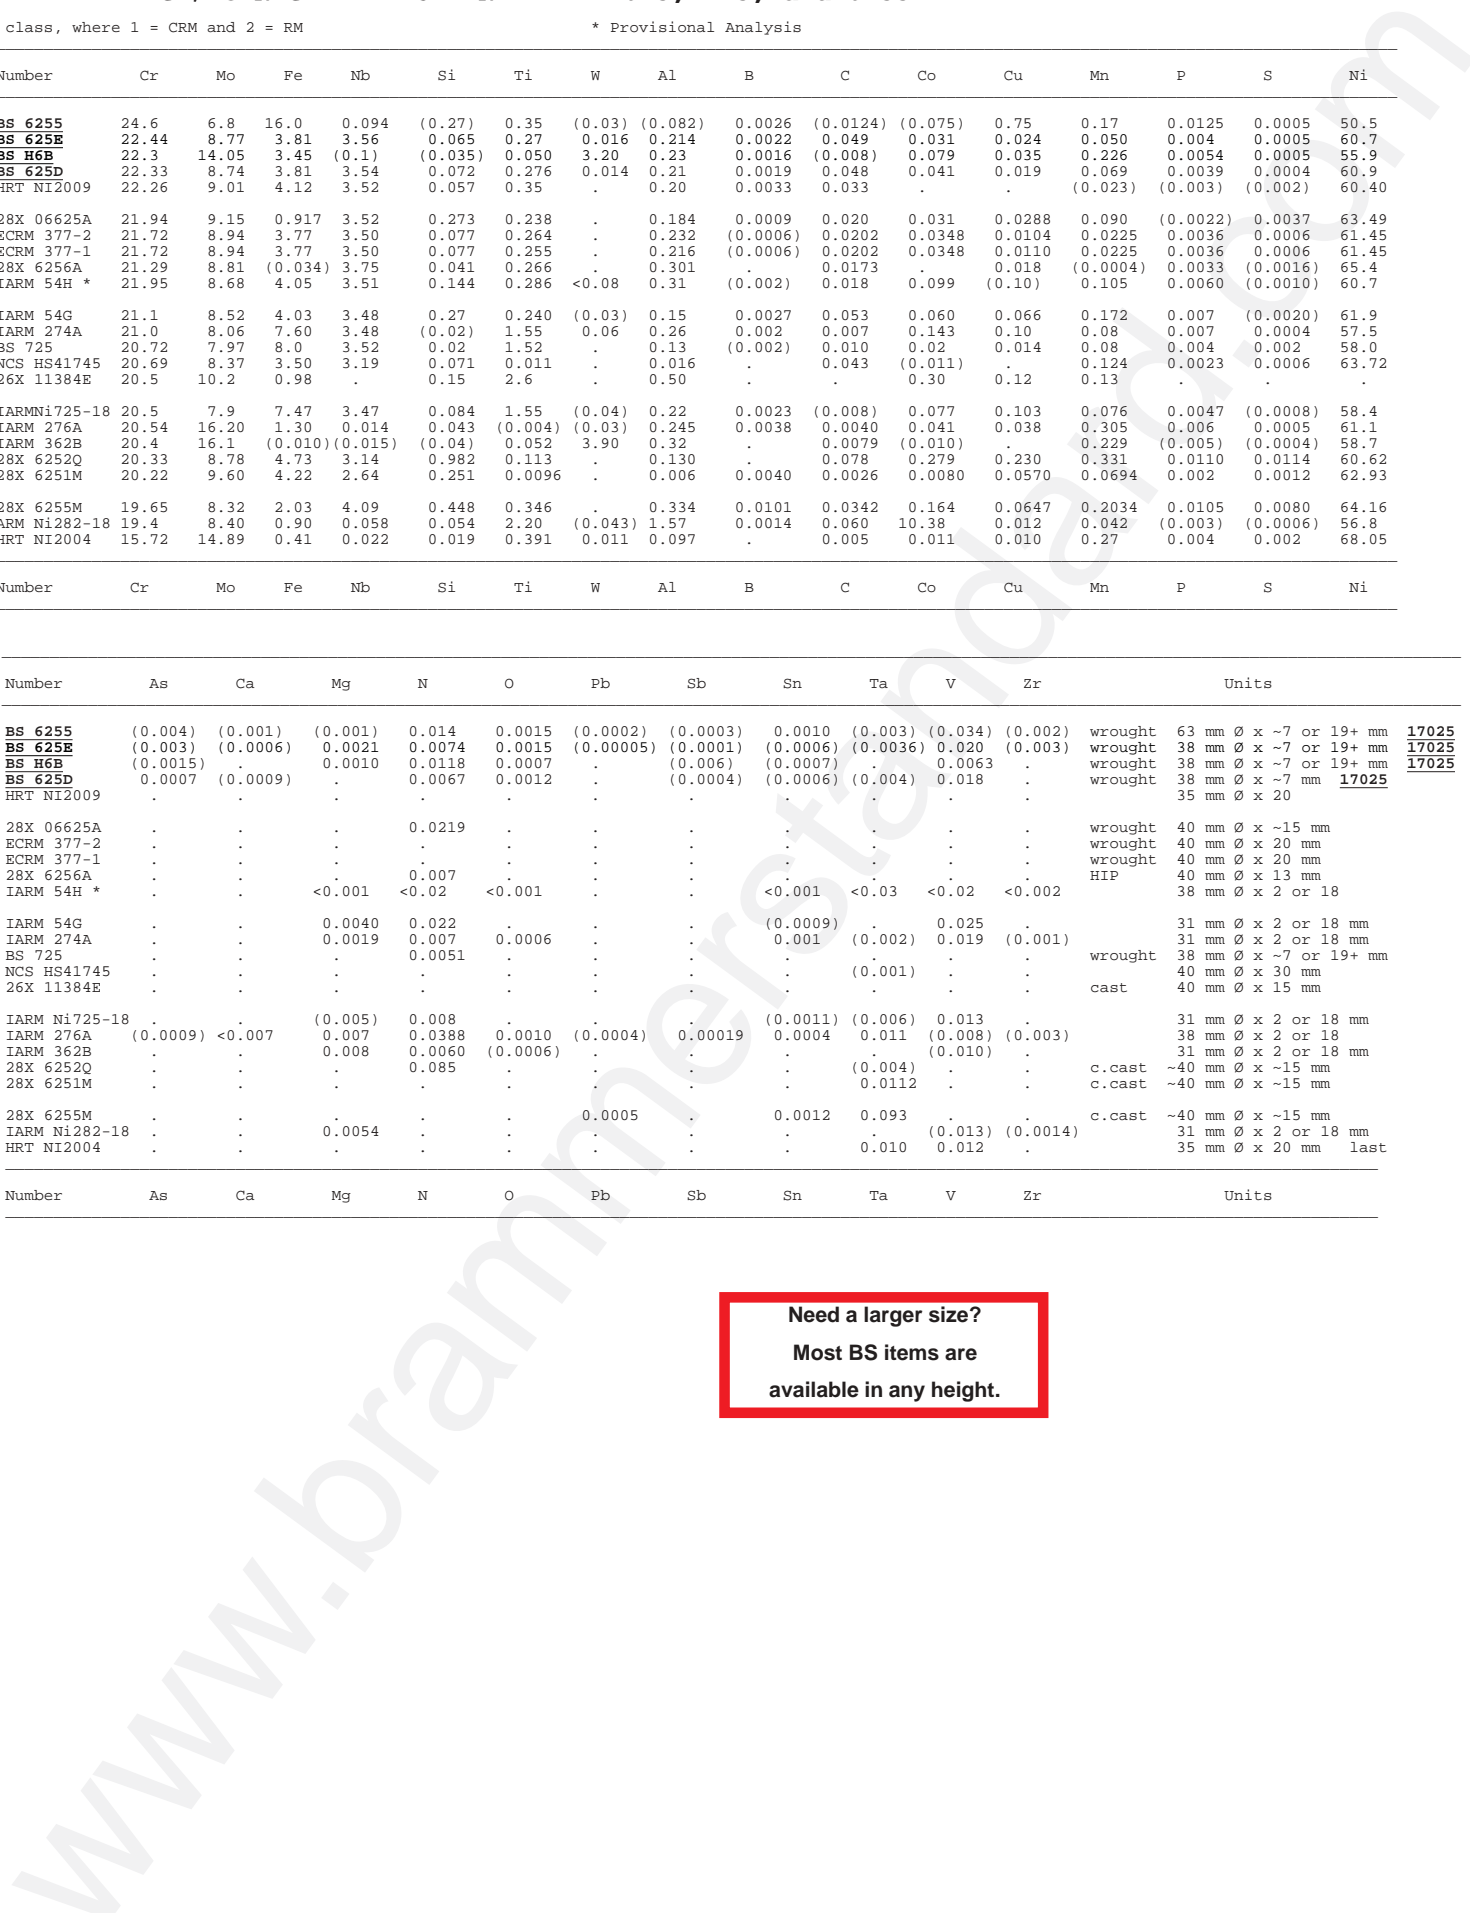 class, where 1 = CRM and 2 = RM * Provisional Analysis
Number Cr Mo Fe Nb Si Ti W Al B C Co Cu Mn P S Ni
BS 6255 24.6 6.8 16.0 0.094 (0.27) 0.35 (0.03) (0.082) 0.0026 (0.0124) (0.075) 0.75 0.17 0.0125 0.0005 50.5
BS 625E 22.44 8.77 3.81 3.56 0.065 0.27 0.016 0.214 0.0022 0.049 0.031 0.024 0.050 0.004 0.0005 60.7
BS H6B 22.3 14.05 3.45 (0.1) (0.035) 0.050 3.20 0.23 0.0016 (0.008) 0.079 0.035 0.226 0.0054 0.0005 55.9
BS 625D 22.33 8.74 3.81 3.54 0.072 0.276 0.014 0.21 0.0019 0.048 0.041 0.019 0.069 0.0039 0.0004 60.9
HRT NI2009 22.26 9.01 4.12 3.52 0.057 0.35 . 0.20 0.0033 0.033 . . (0.023) (0.003) (0.002) 60.40
28X 06625A 21.94 9.15 0.917 3.52 0.273 0.238 . 0.184 0.0009 0.020 0.031 0.0288 0.090 (0.0022) 0.0037 63.49
ECRM 377-2 21.72 8.94 3.77 3.50 0.077 0.264 . 0.232 (0.0006) 0.0202 0.0348 0.0104 0.0225 0.0036 0.0006 61.45
ECRM 377-1 21.72 8.94 3.77 3.50 0.077 0.255 . 0.216 (0.0006) 0.0202 0.0348 0.0110 0.0225 0.0036 0.0006 61.45
28X 6256A 21.29 8.81 (0.034) 3.75 0.041 0.266 . 0.301 . 0.0173 . 0.018 (0.0004) 0.0033 (0.0016) 65.4
IARM 54H * 21.95 8.68 4.05 3.51 0.144 0.286 <0.08 0.31 (0.002) 0.018 0.099 (0.10) 0.105 0.0060 (0.0010) 60.7
IARM 54G 21.1 8.52 4.03 3.48 0.27 0.240 (0.03) 0.15 0.0027 0.053 0.060 0.066 0.172 0.007 (0.0020) 61.9
IARM 274A 21.0 8.06 7.60 3.48 (0.02) 1.55 0.06 0.26 0.002 0.007 0.143 0.10 0.08 0.007 0.0004 57.5
BS 725 20.72 7.97 8.0 3.52 0.02 1.52 . 0.13 (0.002) 0.010 0.02 0.014 0.08 0.004 0.002 58.0
NCS HS41745 20.69 8.37 3.50 3.19 0.071 0.011 . 0.016 . 0.043 (0.011) . 0.124 0.0023 0.0006 63.72
26X 11384E 20.5 10.2 0.98 . 0.15 2.6 . 0.50 . . 0.30 0.12 0.13 . . .
IARMNi725-18 20.5 7.9 7.47 3.47 0.084 1.55 (0.04) 0.22 0.0023 (0.008) 0.077 0.103 0.076 0.0047 (0.0008) 58.4
IARM 276A 20.54 16.20 1.30 0.014 0.043 (0.004) (0.03) 0.245 0.0038 0.0040 0.041 0.038 0.305 0.006 0.0005 61.1
IARM 362B 20.4 16.1 (0.010)(0.015) (0.04) 0.052 3.90 0.32 . 0.0079 (0.010) . 0.229 (0.005) (0.0004) 58.7
28X 6252Q 20.33 8.78 4.73 3.14 0.982 0.113 . 0.130 . 0.078 0.279 0.230 0.331 0.0110 0.0114 60.62
28X 6251M 20.22 9.60 4.22 2.64 0.251 0.0096 . 0.006 0.0040 0.0026 0.0080 0.0570 0.0694 0.002 0.0012 62.93
28X 6255M 19.65 8.32 2.03 4.09 0.448 0.346 . 0.334 0.0101 0.0342 0.164 0.0647 0.2034 0.0105 0.0080 64.16
ARM Ni282-18 19.4 8.40 0.90 0.058 0.054 2.20 (0.043) 1.57 0.0014 0.060 10.38 0.012 0.042 (0.003) (0.0006) 56.8
HRT NI2004 15.72 14.89 0.41 0.022 0.019 0.391 0.011 0.097 . 0.005 0.011 0.010 0.27 0.004 0.002 68.05
Number Cr Mo Fe Nb Si Ti W Al B C Co Cu Mn P S Ni
Number As Ca Mg N O Pb Sb Sn Ta V Zr Units
BS 6255 (0.004) (0.001) (0.001) 0.014 0.0015 (0.0002) (0.0003) 0.0010 (0.003) (0.034) (0.002) wrought 63 mm Ø x ~7 or 19+ mm 17025
BS 625E (0.003) (0.0006) 0.0021 0.0074 0.0015 (0.00005) (0.0001) (0.0006) (0.0036) 0.020 (0.003) wrought 38 mm Ø x ~7 or 19+ mm 17025
BS H6B (0.0015) . 0.0010 0.0118 0.0007 . (0.006) (0.0007) . 0.0063 . wrought 38 mm Ø x ~7 or 19+ mm 17025
BS 625D 0.0007 (0.0009) . 0.0067 0.0012 . (0.0004) (0.0006) (0.004) 0.018 . wrought 38 mm Ø x ~7 mm 17025
HRT NI2009 . . . . . . . . . . . 35 mm Ø x 20
28X 06625A . . . 0.0219 . . . . . . . wrought 40 mm Ø x ~15 mm
ECRM 377-2 . . . . . . . . . . . wrought 40 mm Ø x 20 mm
ECRM 377-1 . . . . . . . . . . . wrought 40 mm Ø x 20 mm
28X 6256A . . . 0.007 . . . . . . . HIP 40 mm Ø x 13 mm
IARM 54H * . . <0.001 <0.02 <0.001 . . <0.001 <0.03 <0.02 <0.002 38 mm Ø x 2 or 18
IARM 54G . . 0.0040 0.022 . . . (0.0009) . 0.025 . 31 mm Ø x 2 or 18 mm
IARM 274A . . 0.0019 0.007 0.0006 . . 0.001 (0.002) 0.019 (0.001) 31 mm Ø x 2 or 18 mm
BS 725 . . . 0.0051 . . . . . . . wrought 38 mm Ø x ~7 or 19+ mm
NCS HS41745 . . . . . . . . (0.001) . . 40 mm Ø x 30 mm
26X 11384E . . . . . . . . . . . cast 40 mm Ø x 15 mm
IARM Ni725-18 . . (0.005) 0.008 . . . (0.0011) (0.006) 0.013 . 31 mm Ø x 2 or 18 mm
IARM 276A (0.0009) <0.007 0.007 0.0388 0.0010 (0.0004) 0.00019 0.0004 0.011 (0.008) (0.003) 38 mm Ø x 2 or 18
IARM 362B . . 0.008 0.0060 (0.0006) . . . . (0.010) . 31 mm Ø x 2 or 18 mm
28X 6252Q . . . 0.085 . . . . (0.004) . . c.cast ~40 mm Ø x ~15 mm
28X 6251M . . . . . . . . 0.0112 . . c.cast ~40 mm Ø x ~15 mm
28X 6255M . . . . . 0.0005 . 0.0012 0.093 . . c.cast ~40 mm Ø x ~15 mm
IARM Ni282-18 . . 0.0054 . . . . . . (0.013) (0.0014) 31 mm Ø x 2 or 18 mm
HRT NI2004 . . . . . . . . 0.010 0.012 . 35 mm Ø x 20 mm last
Number As Ca Mg N O Pb Sb Sn Ta V Zr Units
Need a larger size?
Most BS items are
available in any height.
www.brammerstandard.com